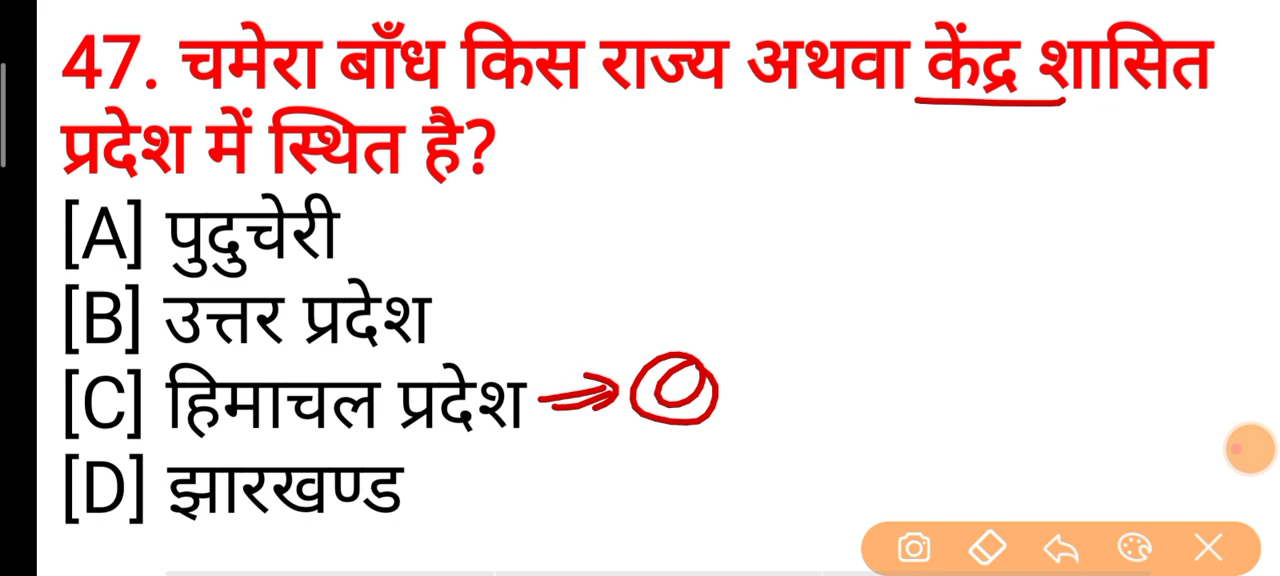 47. चमेरा बाँध किस राज्य अथवा केंद्र शासित
प्रदेश में स्थित है?
[A] पुदुचेरी
[B] उत्तर प्रदेश
[C] हिमाचल प्रदेश
[D] झारखण्ड